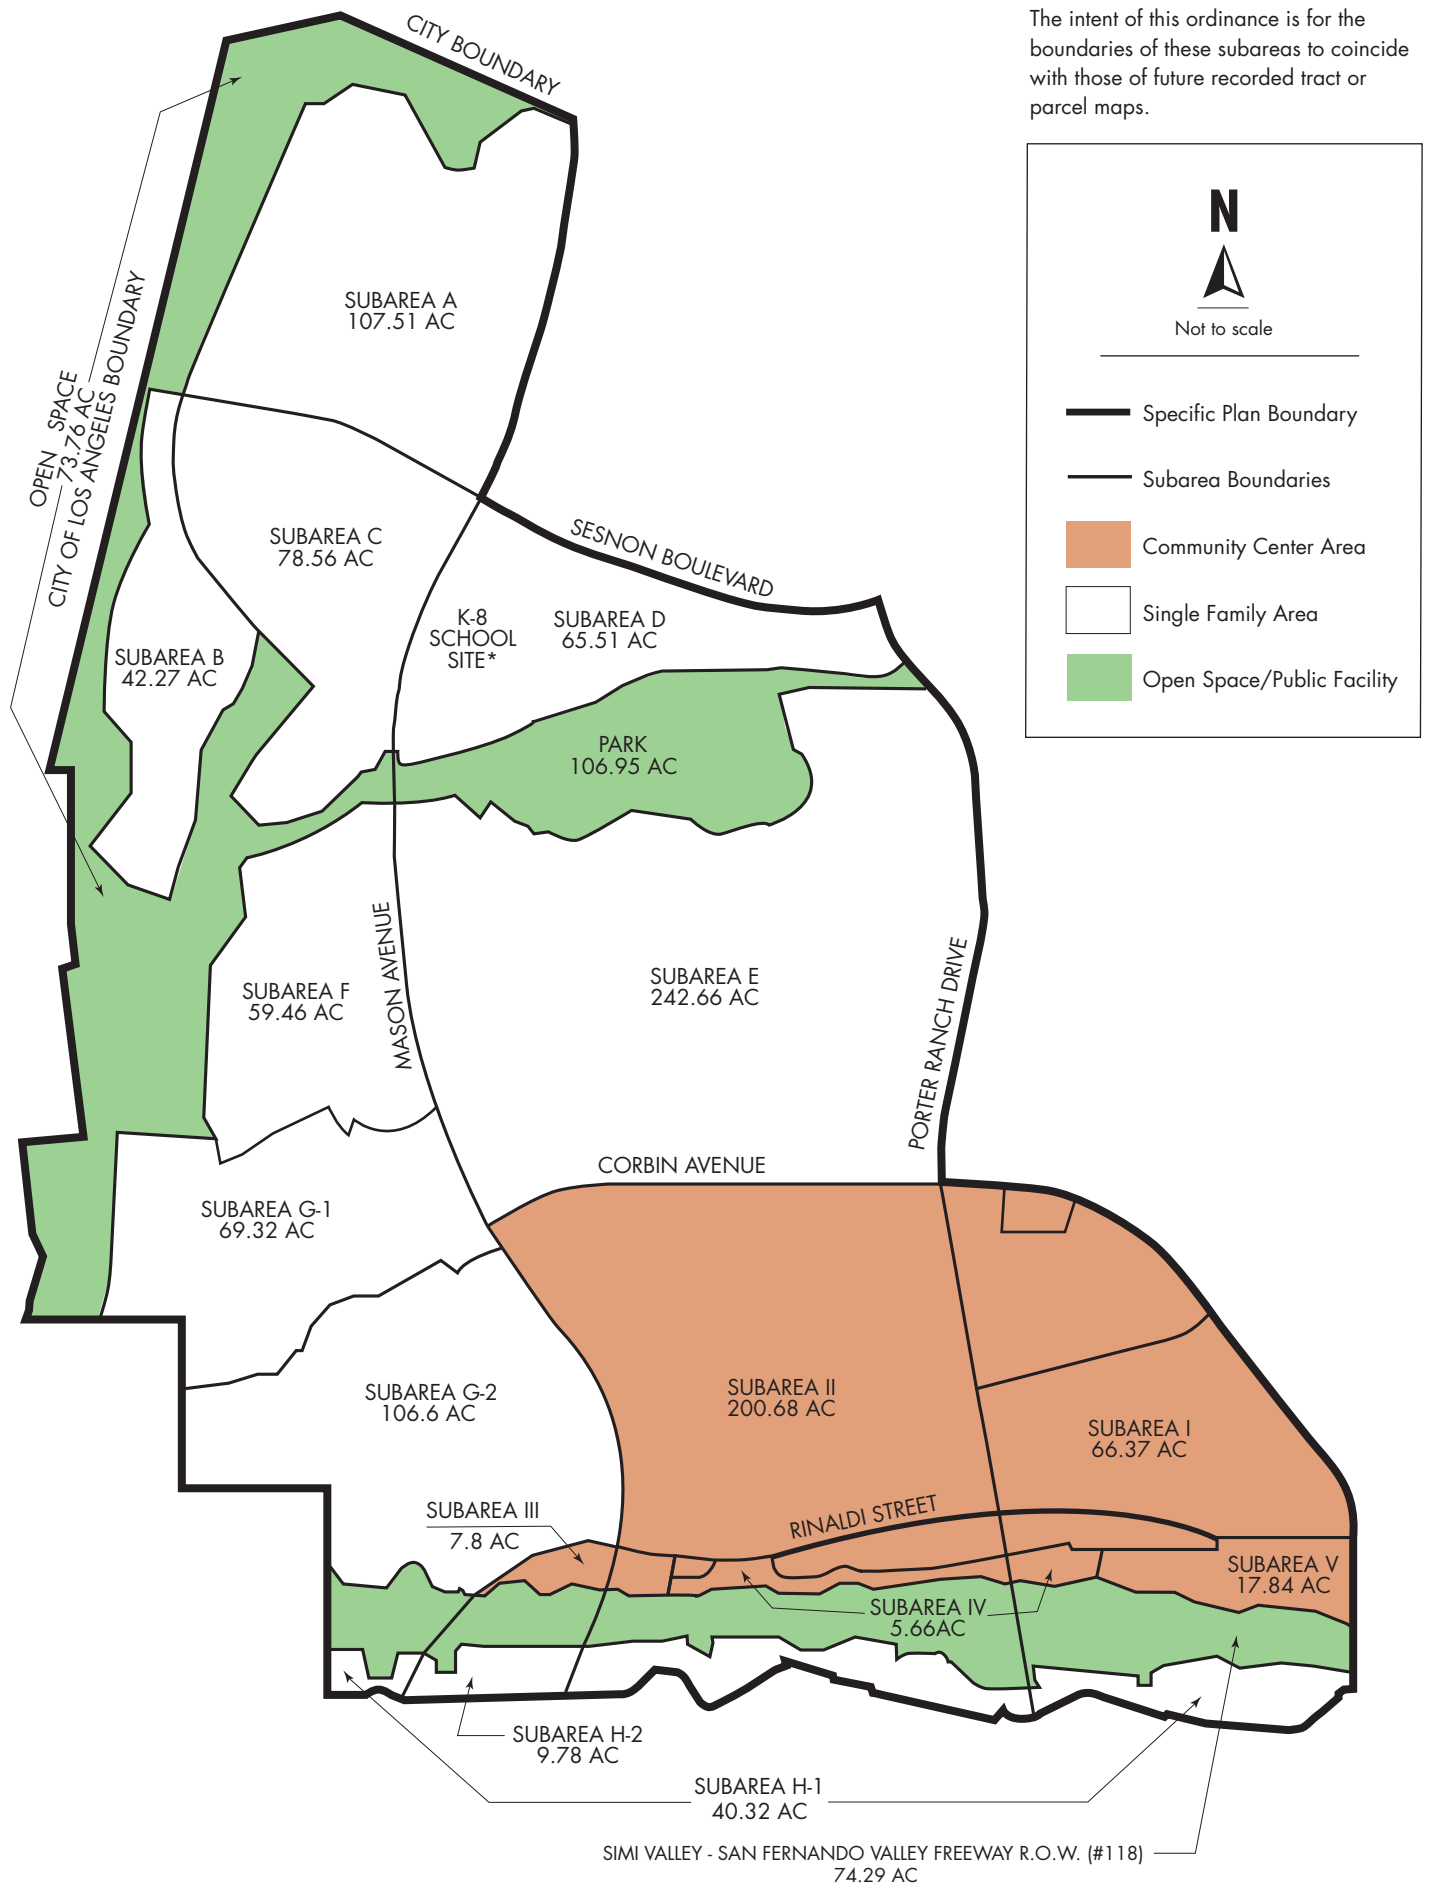 The intent of this ordinance is for the
boundaries of these subareas to coincide
with those of future recorded tract or
parcel maps.
N
Not to scale
Specific Plan Boundary
Subarea Boundaries
Community Center Area
Single Family Area
Open Space/Public Facility
CITY BOUNDARY
SUBAREA A
107.51 AC
OPEN SPACE
73.76 AC
CITY OF LOS ANGELES BOUNDARY
SUBAREA C
78.56 AC
SESNON BOULEVARD
K-8
SCHOOL
SITE*
SUBAREA D
65.51 AC
SUBAREA B
42.27 AC
PARK
106.95 AC
MASON AVENUE
SUBAREA F
59.46 AC
SUBAREA E
242.66 AC
PORTER RANCH DRIVE
CORBIN AVENUE
SUBAREA G-1
69.32 AC
SUBAREA G-2
106.6 AC
SUBAREA II
200.68 AC
SUBAREA I
66.37 AC
SUBAREA III
7.8 AC
RINALDI STREET
SUBAREA V
17.84 AC
SUBAREA IV
5.66AC
SUBAREA H-2
9.78 AC
SUBAREA H-1
40.32 AC
SIMI VALLEY - SAN FERNANDO VALLEY FREEWAY R.O.W. (#118)
74.29 AC